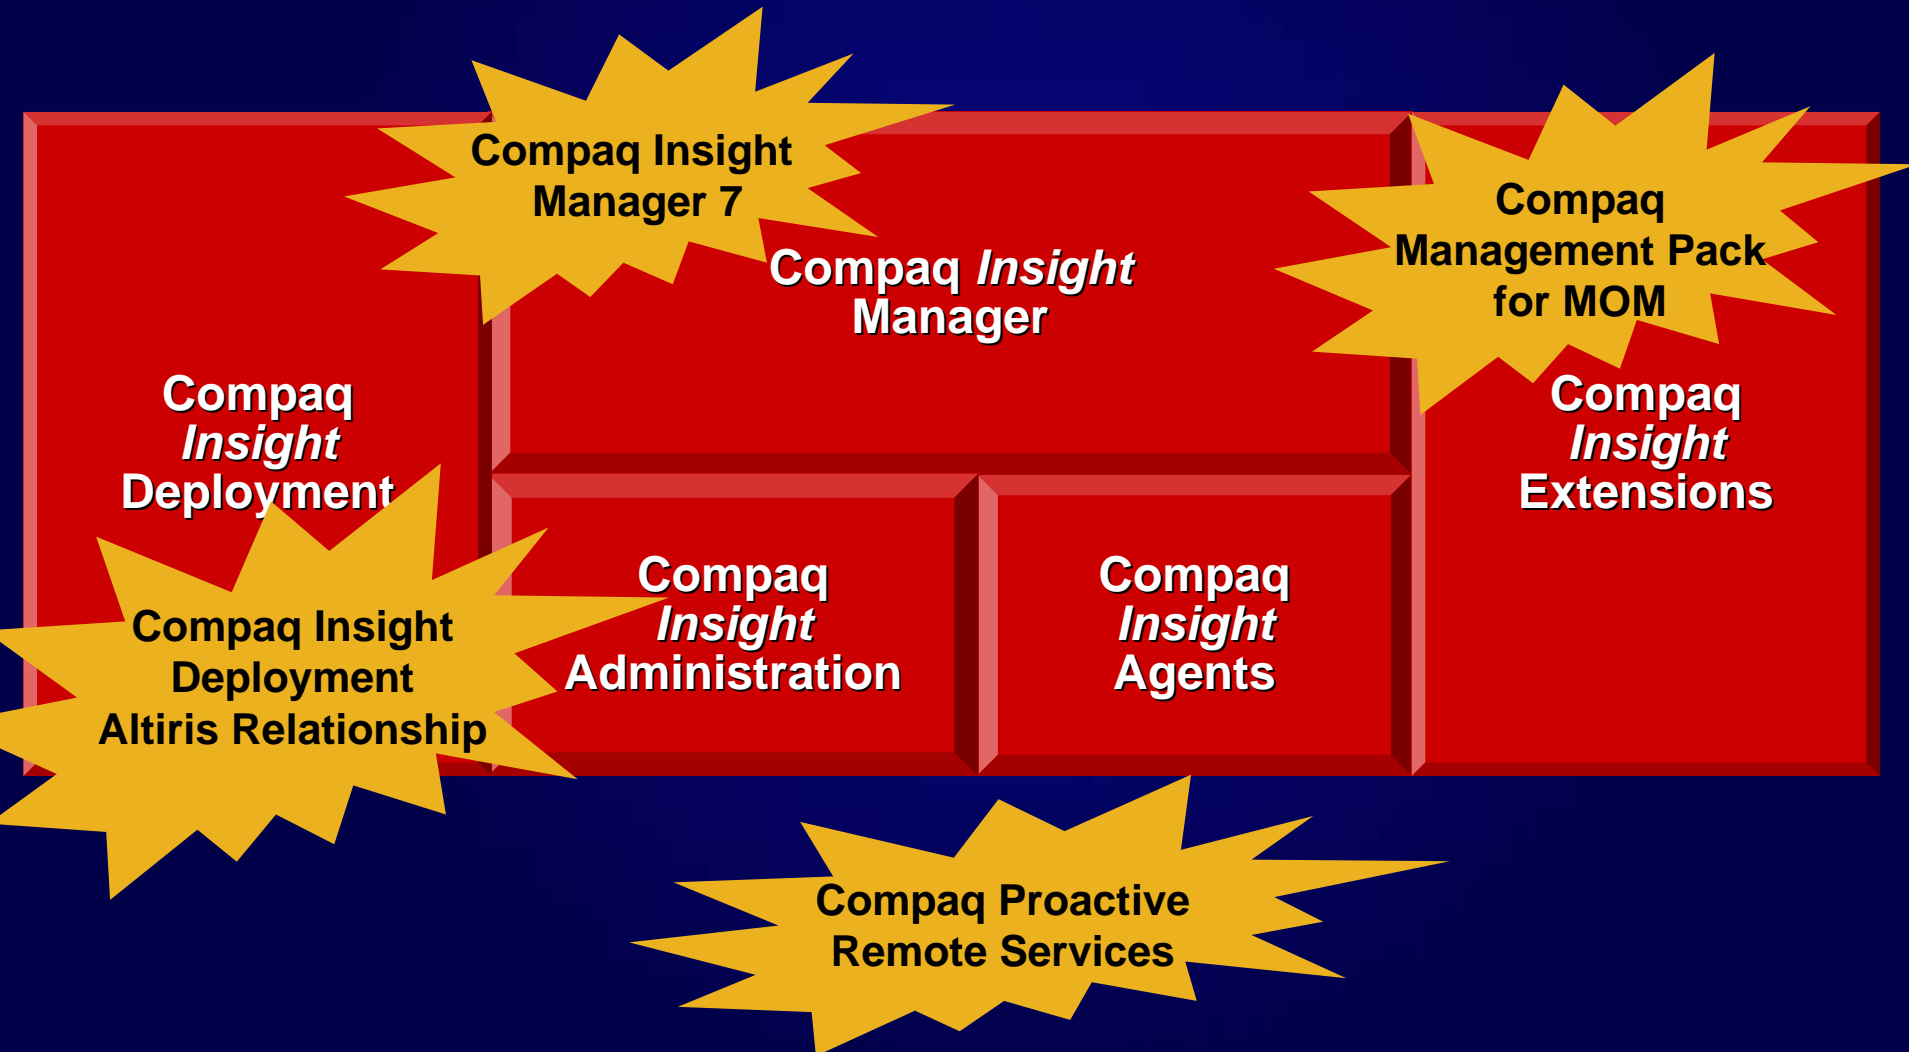 Compaq Insight
Manager 7
Compaq
Management Pack
for MOM
Compaq Insight
Manager
Compaq
Insight
Deployment
Compaq
Insight
Extensions
Compaq
Insight
Administration
Compaq
Insight
Agents
Compaq Insight
Deployment
Altiris Relationship
Compaq Proactive
Remote Services